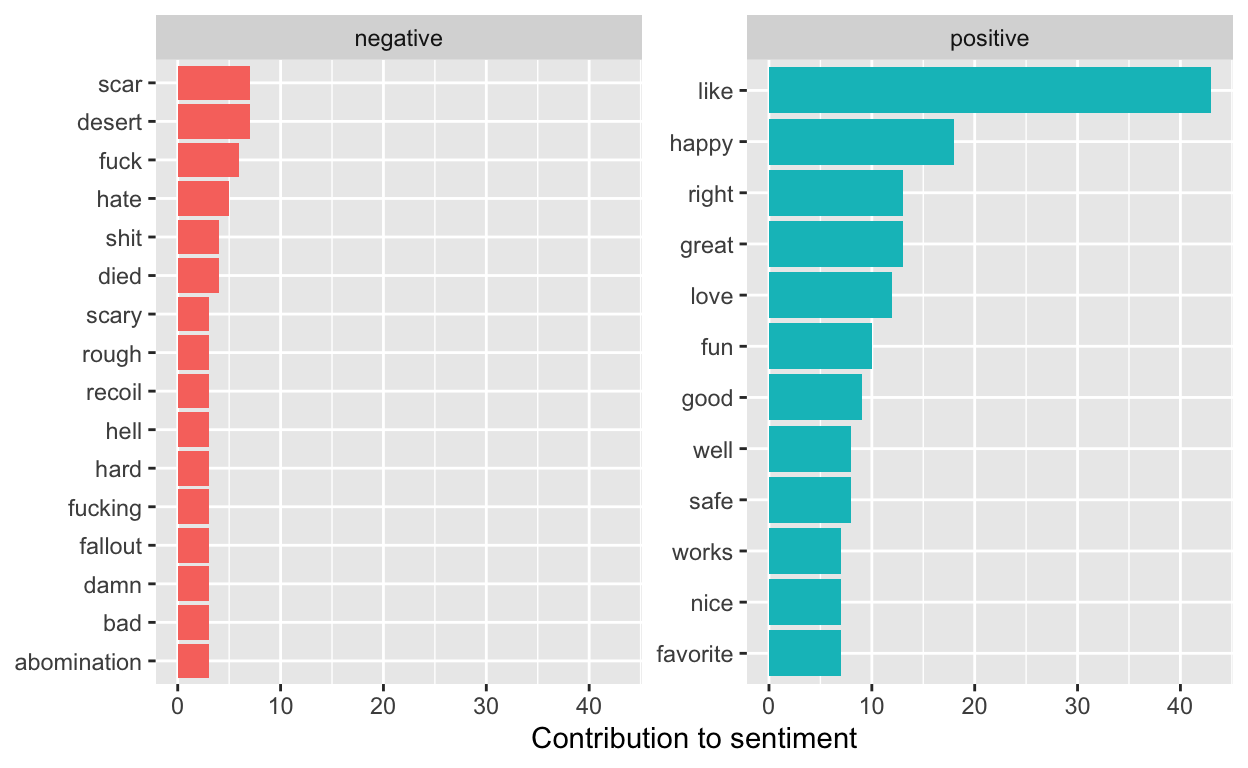 negative
scar
desert
fuck
hate
shit
died
scary
rough
recoil
hell
hard
fucking
fallout
damn
bad
abomination
0 10 20 30 40
positive
like
happy
right
great
love
fun
good
well
safe
works
nice
favorite
0 10 20 30 40
Contribution to sentiment